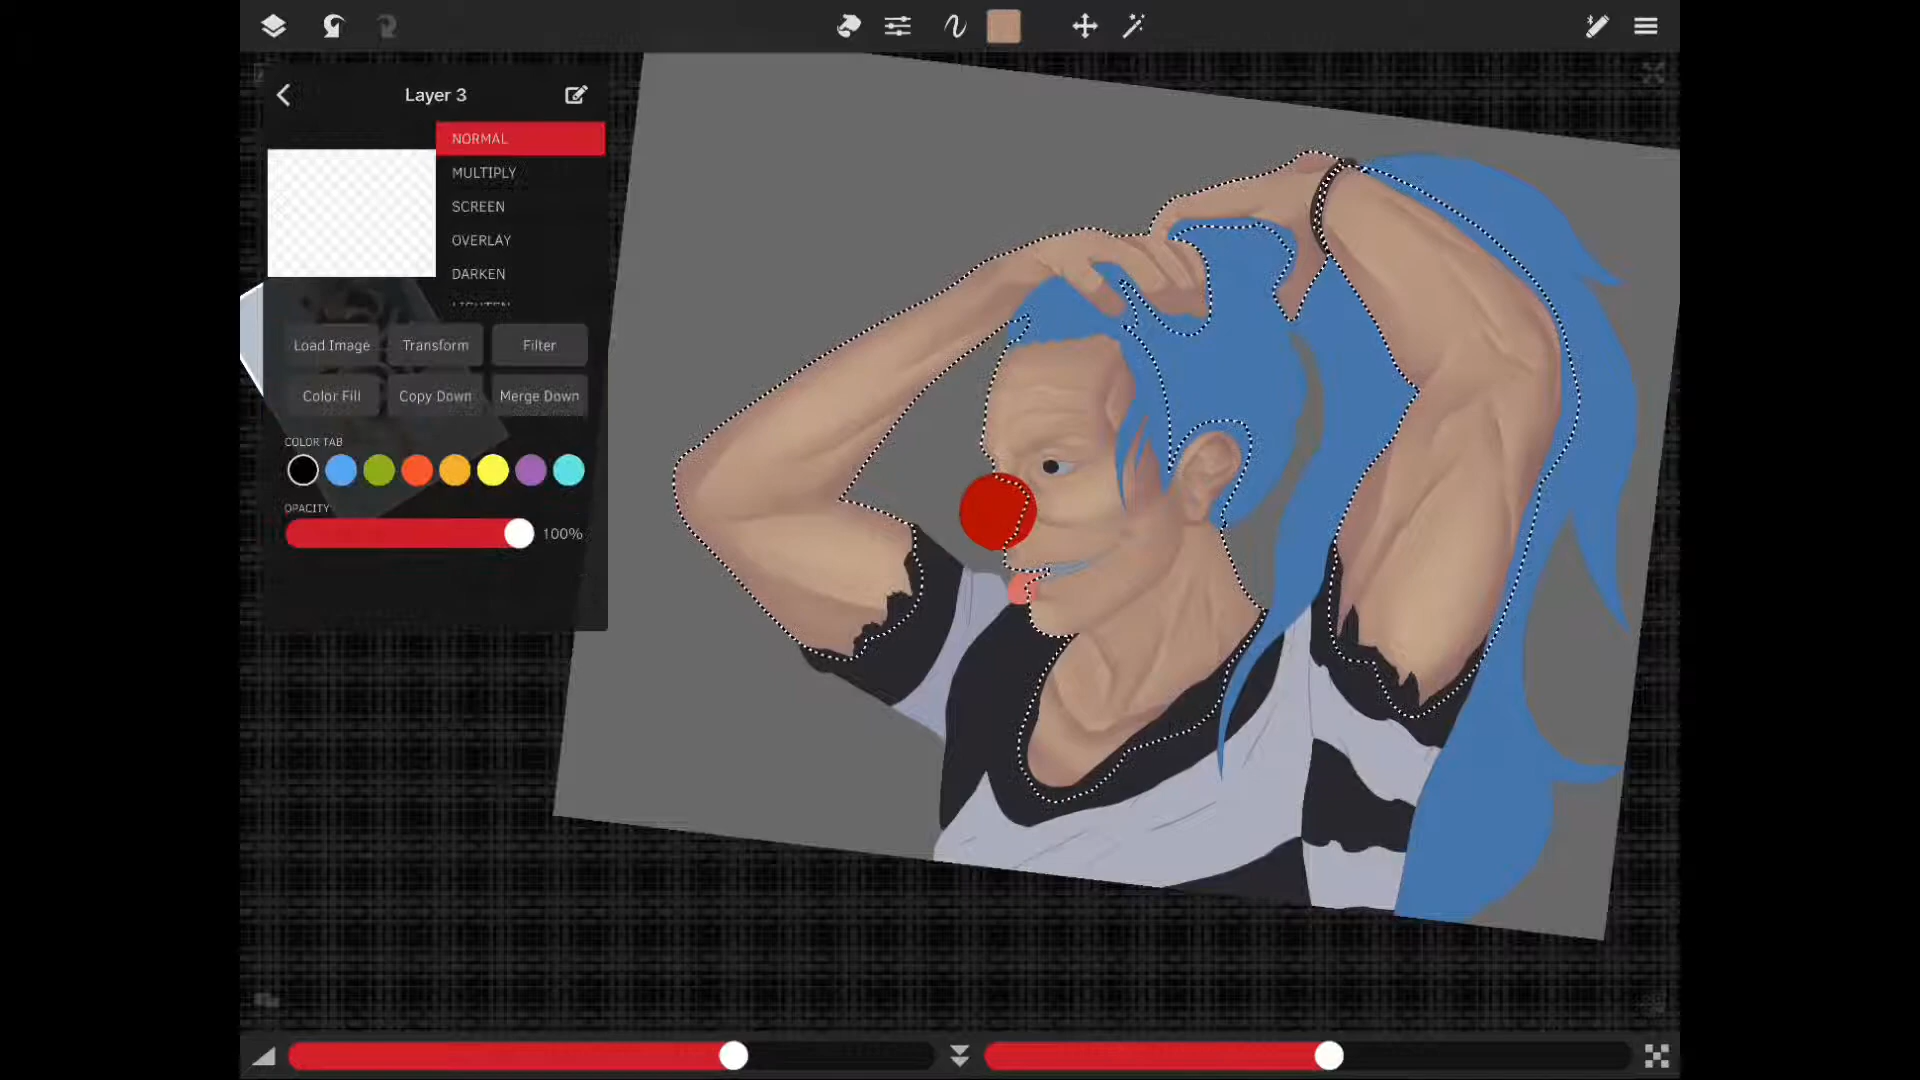 Layer 3
NORMAL
MULTIPLY
SCREEN
OVERLAY
DARKEN
LIGHTEN
Load Image
Transform
Filter
Color Fill
Copy Down
Merge Down
COLOR TAB
OPACITY
100%